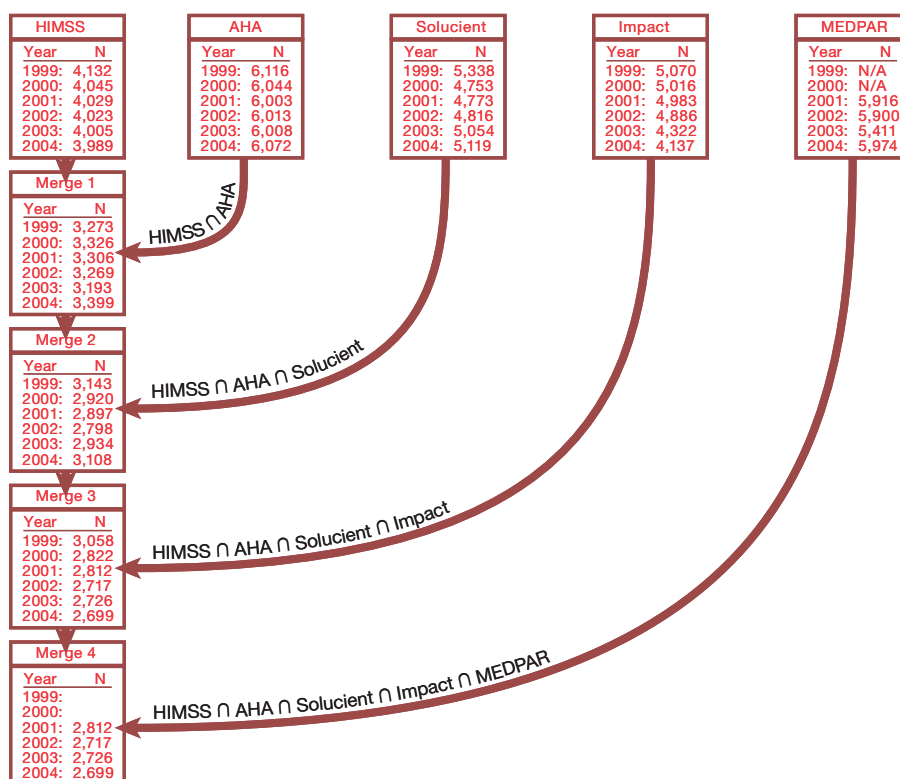 HIMSS
Year N
1999: 4,132
2000: 4,045
2001: 4,029
2002: 4,023
2003: 4,005
2004: 3,989
AHA
Year N
1999: 6,116
2000: 6,044
2001: 6,003
2002: 6,013
2003: 6,008
2004: 6,072
Solucient
Year N
1999: 5,338
2000: 4,753
2001: 4,773
2002: 4,816
2003: 5,054
2004: 5,119
Impact
Year N
1999: 5,070
2000: 5,016
2001: 4,983
2002: 4,886
2003: 4,322
2004: 4,137
MEDPAR
Year N
1999: N/A
2000: N/A
2001: 5,916
2002: 5,900
2003: 5,411
2004: 5,974
Merge 1
Year N
1999: 3,273
2000: 3,326
2001: 3,306
2002: 3,269
2003: 3,193
2004: 3,399
HIMSS ∩ AHA
Merge 2
Year N
1999: 3,143
2000: 2,920
2001: 2,897
2002: 2,798
2003: 2,934
2004: 3,108
HIMSS ∩ AHA ∩ Solucient
Merge 3
Year N
1999: 3,058
2000: 2,822
2001: 2,812
2002: 2,717
2003: 2,726
2004: 2,699
HIMSS ∩ AHA ∩ Solucient ∩ Impact
Merge 4
Year N
1999:
2000:
2001: 2,812
2002: 2,717
2003: 2,726
2004: 2,699
HIMSS ∩ AHA ∩ Solucient ∩ Impact ∩ MEDPAR